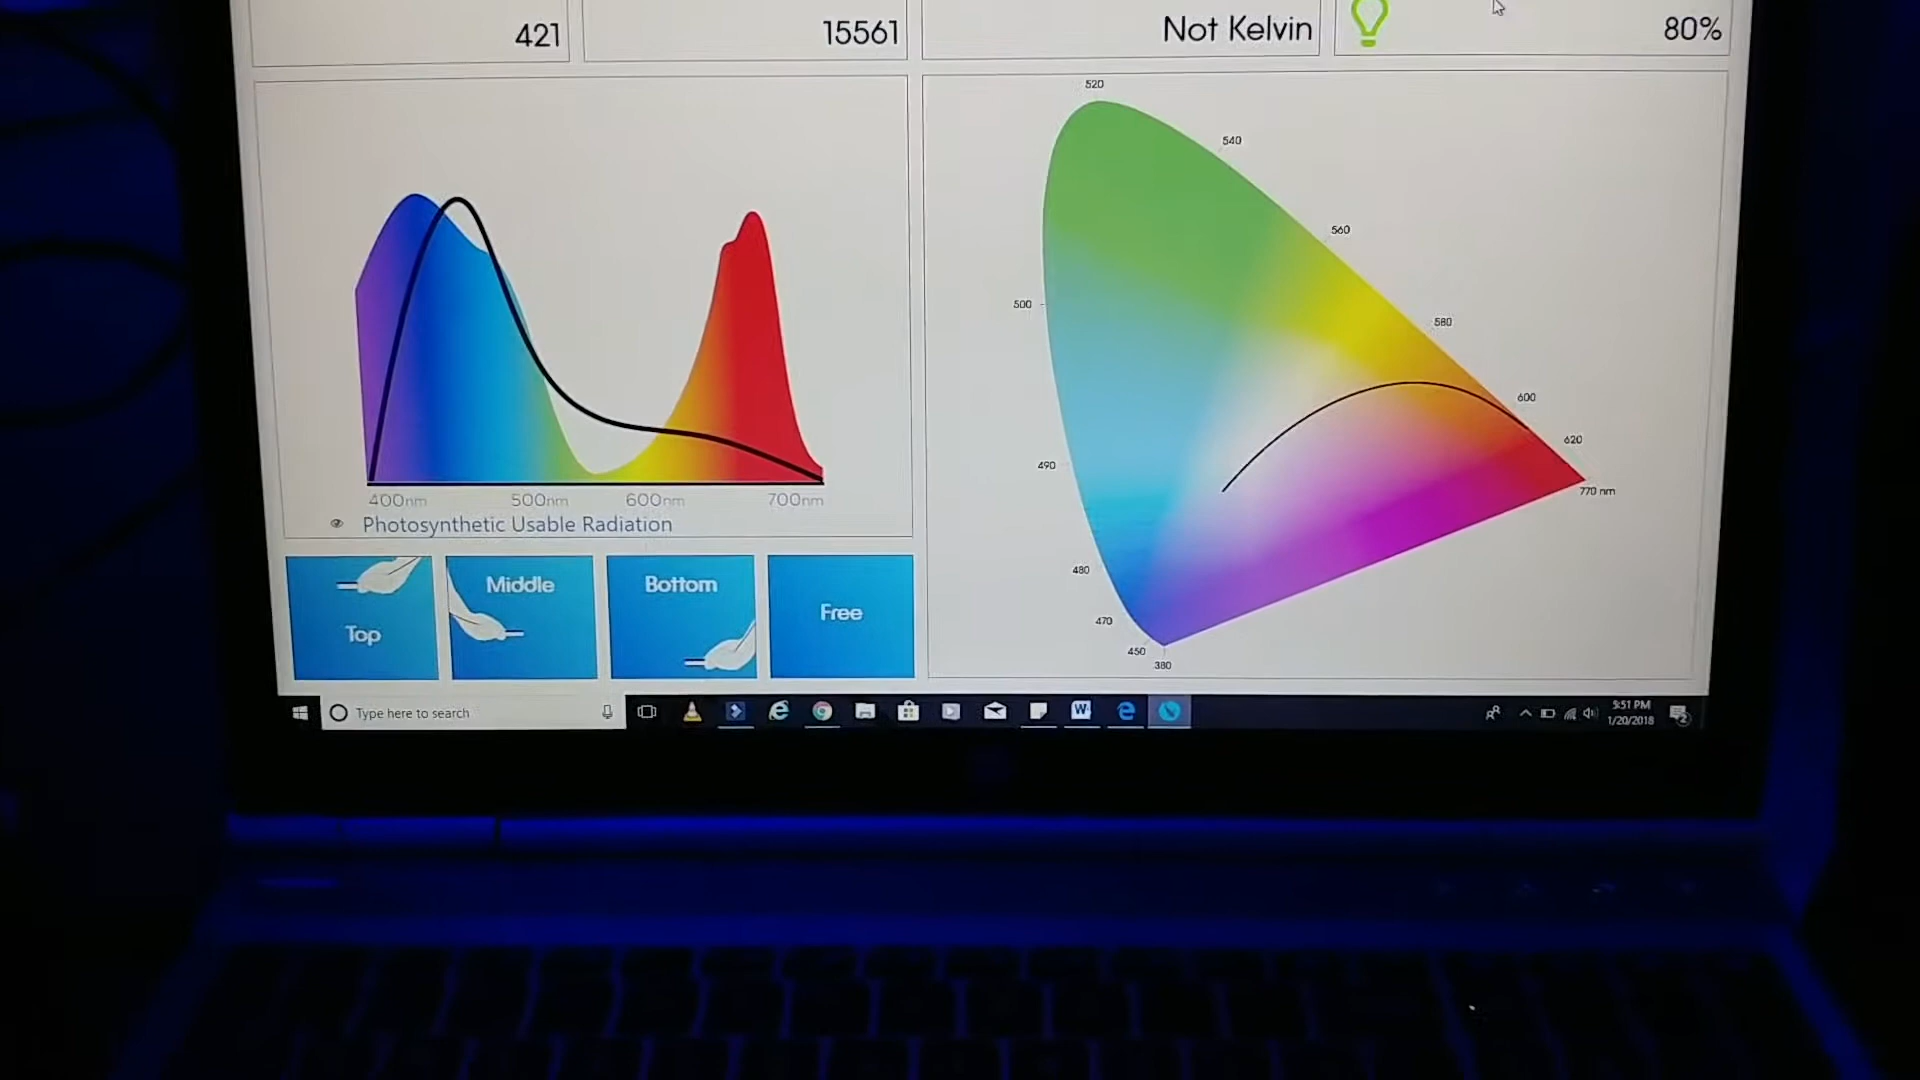 421
15561
Not Kelvin
80%
400nm 500nm 600nm 700nm
Photosynthetic Usable Radiation
Top
Middle
Bottom
Free
520
540
560
500
580
600
620
490
770 nm
480
470
450
380
Type here to search
5:51 PM
1/20/2018
2